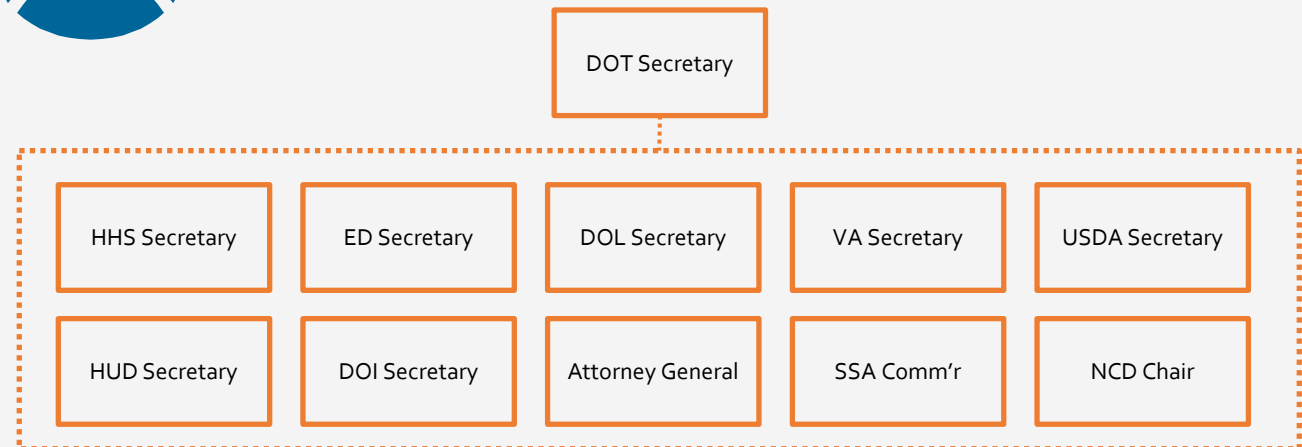 DOT Secretary
HHS Secretary
ED Secretary
DOL Secretary
VA Secretary
USDA Secretary
HUD Secretary
DOI Secretary
Attorney General
SSA Comm’r
NCD Chair